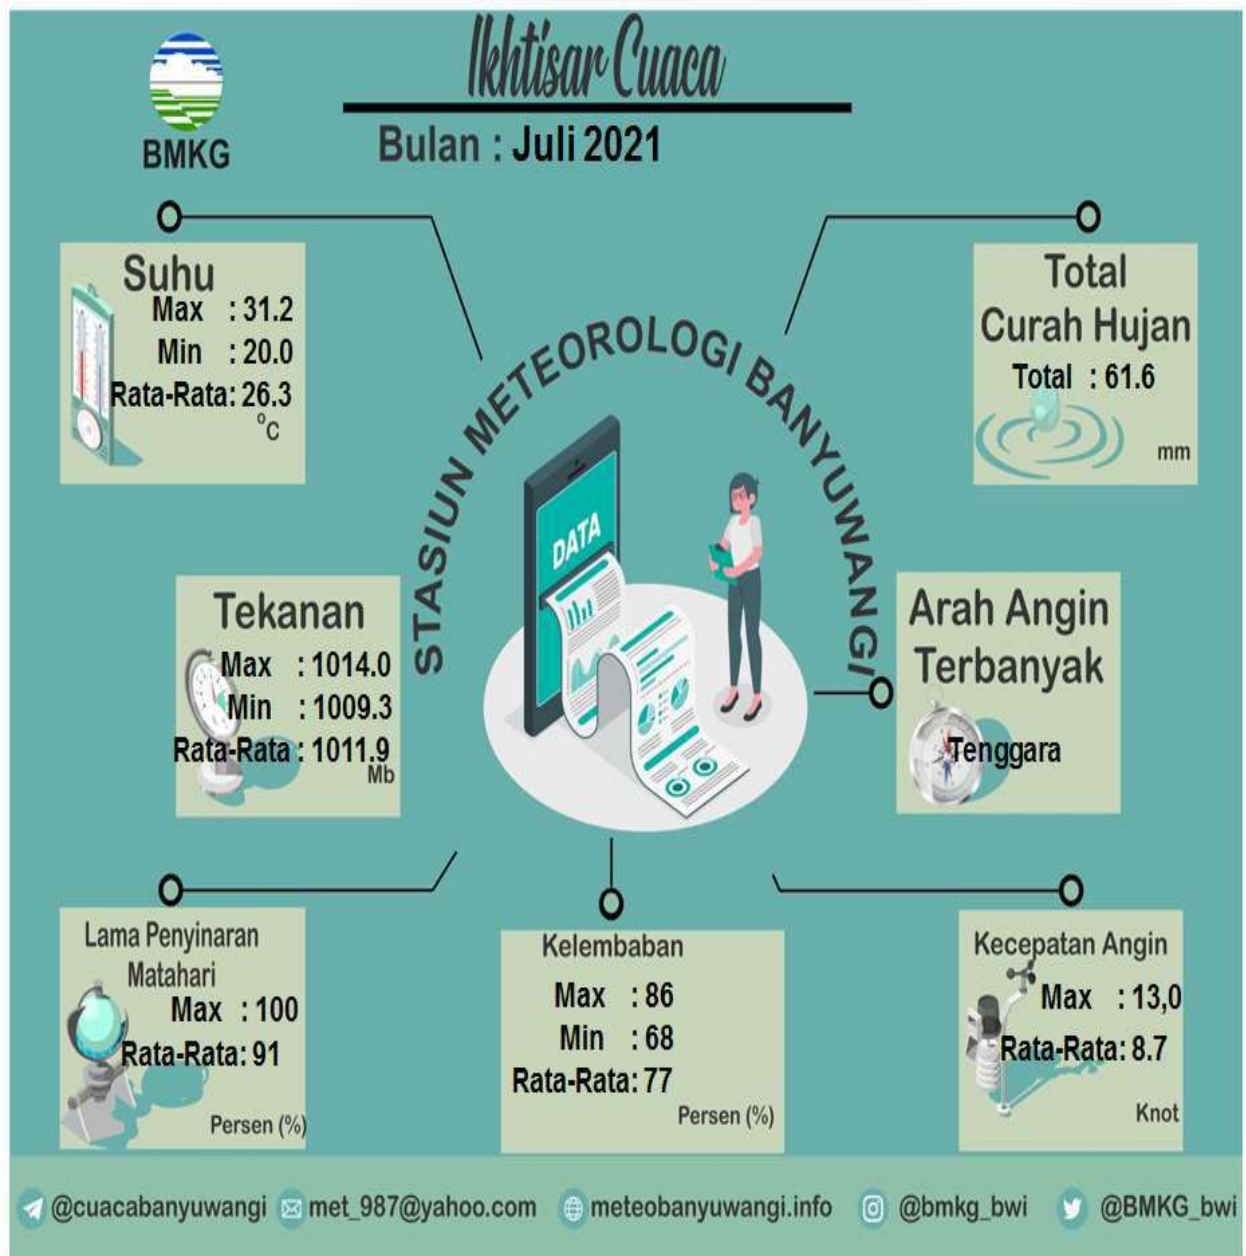 Ikhtisar Cuaca
BMKG
Bulan : Juli 2021
Suhu
Max : 31.2
Min : 20.0
Rata-Rata: 26.3
°C
Total
Curah Hujan
Total : 61.6
mm
STASIUN METEOROLOGI BANYUWANGI
DATA
Tekanan
Max : 1014.0
Min : 1009.3
Rata-Rata : 1011.9
Mb
Arah Angin
Terbanyak
Tenggara
Lama Penyinaran
Matahari
Max : 100
Rata-Rata: 91
Persen (%)
Kelembaban
Max : 86
Min : 68
Rata-Rata: 77
Persen (%)
Kecepatan Angin
Max : 13,0
Rata-Rata: 8.7
Knot
@cuacabanyuwangi met_987@yahoo.com meteobanyuwangi.info @bmkg_bwi @BMKG_bwi